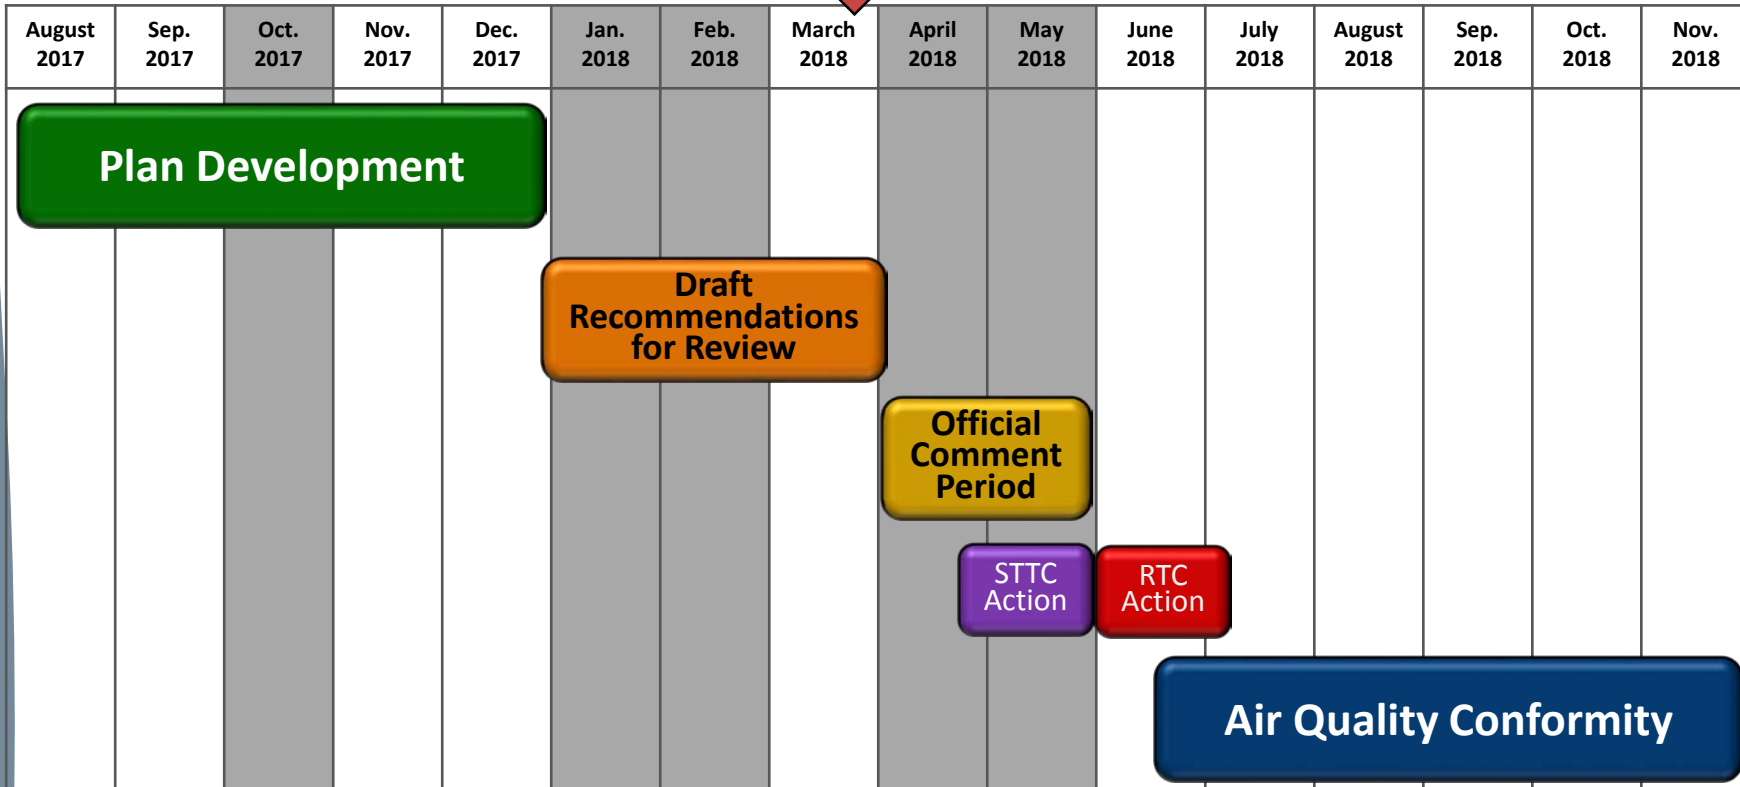 August 2017
Sep. 2017
Oct. 2017
Nov. 2017
Dec. 2017
Jan. 2018
Feb. 2018
March 2018
April 2018
May 2018
June 2018
July 2018
August 2018
Sep. 2018
Oct. 2018
Nov. 2018
Plan Development
Draft
Recommendations
for Review
Official
Comment
Period
STTC
Action
RTC
Action
Air Quality Conformity